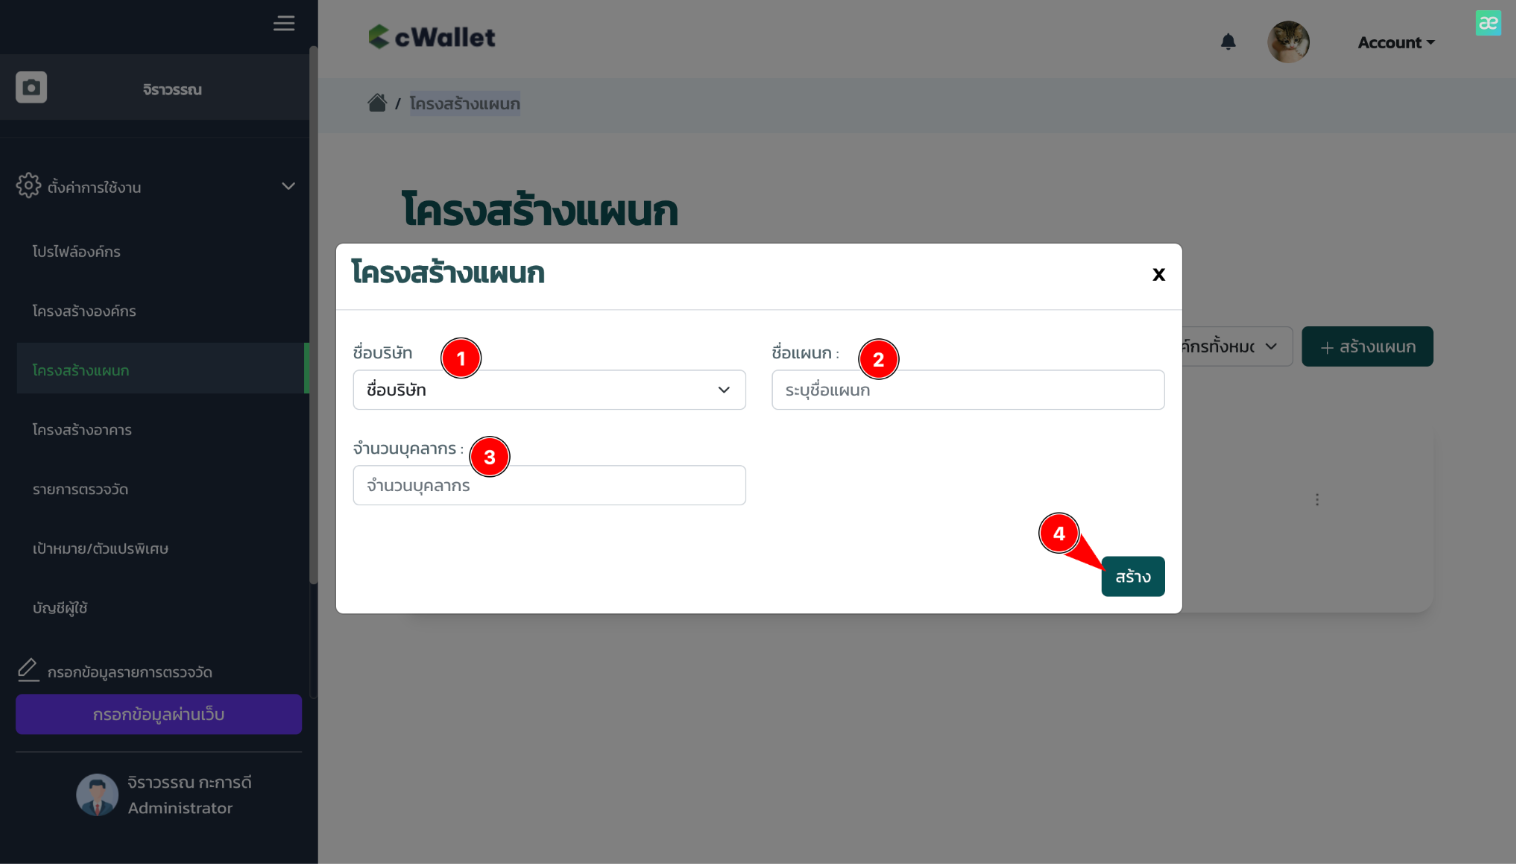 cWallet
Account
æ
จิราวรรณ
/ โครงสร้างแผนก
ตั้งค่าการใช้งาน
โปรไฟล์องค์กร
โครงสร้างองค์กร
โครงสร้างแผนก
โครงสร้างอาคาร
รายการตรวจวัด
เป้าหมาย/ตัวแปรพิเศษ
บัญชีผู้ใช้
กรอกข้อมูลรายการตรวจวัด
กรอกข้อมูลผ่านเว็บ
จิราวรรณ กะการดี
Administrator
โครงสร้างแผนก
+ สร้างแผนก
โครงสร้างแผนก
x
ชื่อบริษัท
1
ชื่อแผนก :
2
ชื่อบริษัท
ระบุชื่อแผนก
จำนวนบุคลากร :
3
จำนวนบุคลากร
4
สร้าง